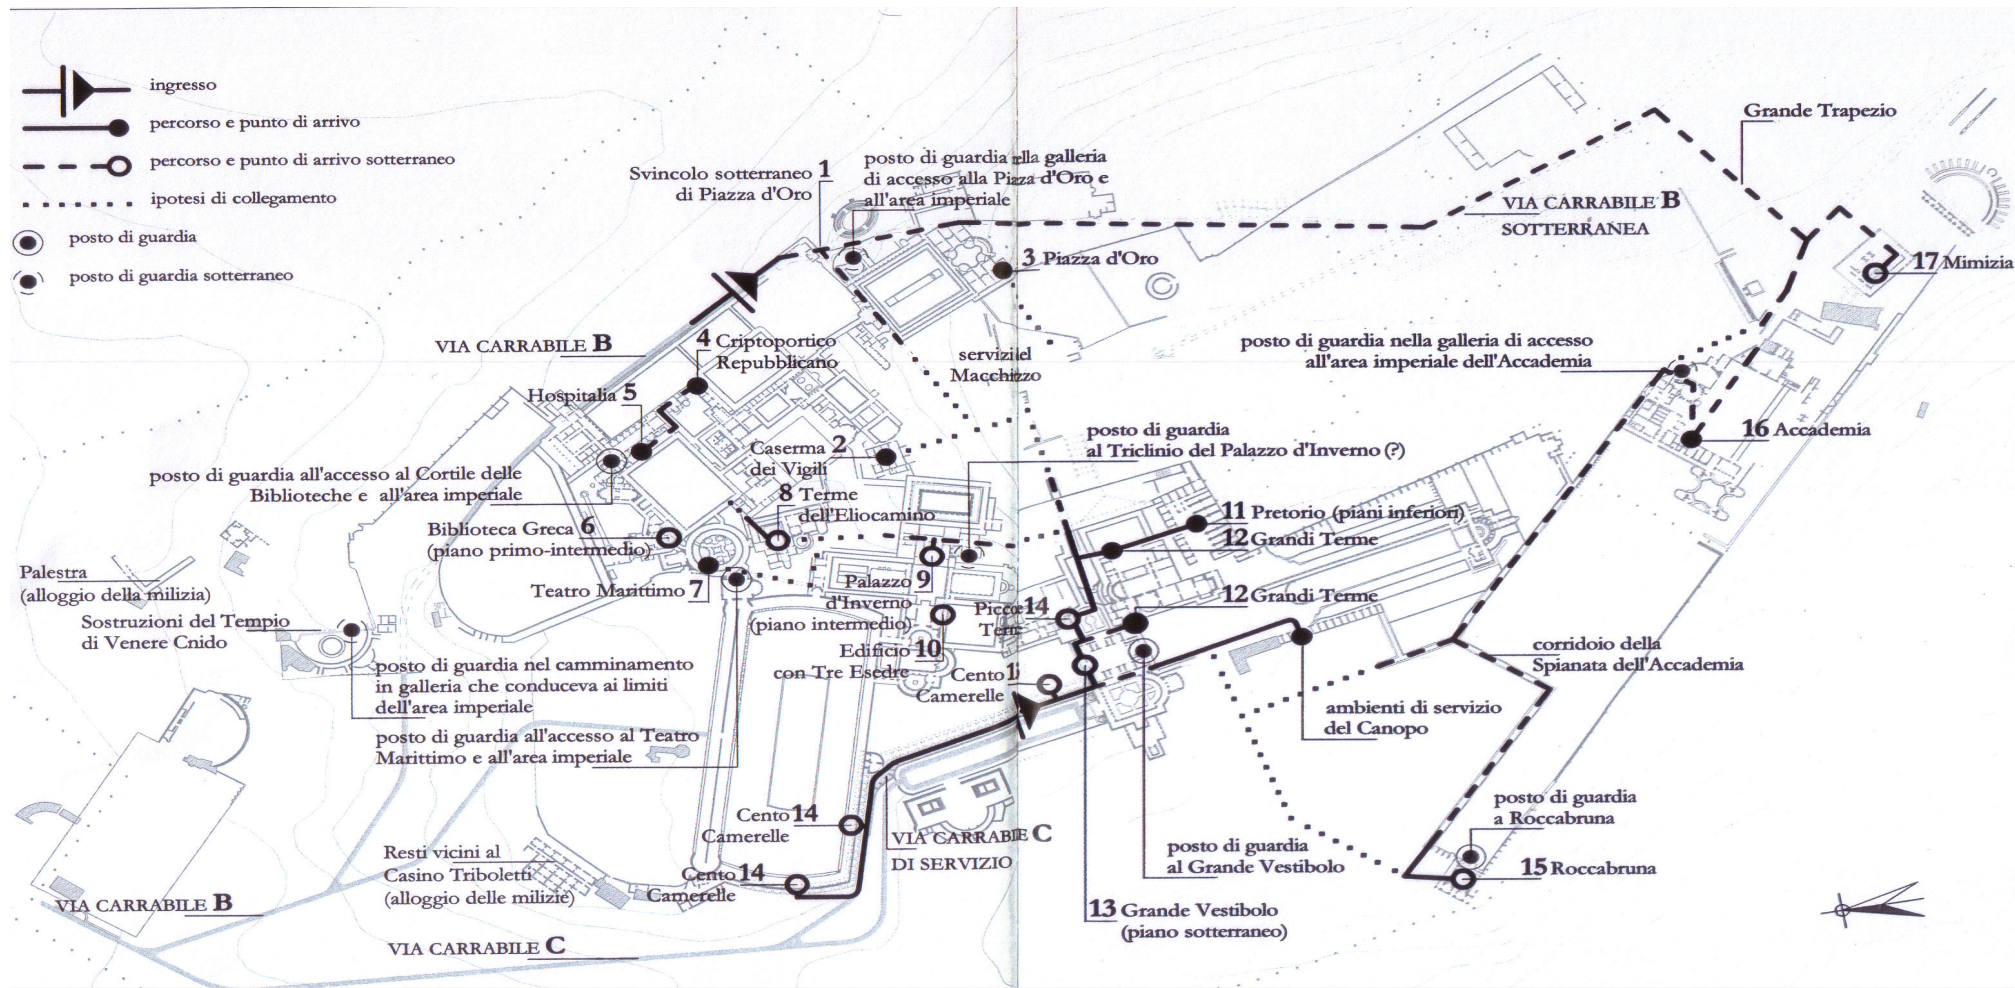 ingresso
percorso e punto di arrivo
percorso e punto di arrivo sotterraneo
ipotesi di collegamento
posto di guardia
posto di guardia sotterraneo
Svincolo sotterraneo 1
di Piazza d'Oro
posto di guardia nella galleria
di accesso alla Piazza d'Oro e
all'area imperiale
Grande Trapezio
VIA CARRABILE B
SOTTERRANEA
3 Piazza d'Oro
17 Mimizia
VIA CARRABILE B
4 Criptoportico
Repubblicano
servizi del
Macchiozzo
posto di guardia nella galleria di accesso
all'area imperiale dell'Accademia
Hospitalia 5
Caserma 2
dei Vigili
posto di guardia
al Triclinio del Palazzo d'Inverno (?)
16 Accademia
posto di guardia all'accesso al Cortile delle
Biblioteche e all'area imperiale
8 Terme
dell'Eliocamino
Biblioteca Greca 6
(piano primo-intermedio)
11 Pretorio (piani inferiori)
12 Grandi Terme
Palestra
(alloggio della milizia)
Teatro Marittimo 7
Palazzo 9
d'Inverno
(piano intermedio)
14
12 Grandi Terme
Sostruzioni del Tempio
di Venere Cnido
Edificio 10
con Tre Esedre
Cento
Camerelle
corridoio della
Spianata dell'Accademia
posto di guardia nel camminamento
in galleria che conduceva ai limiti
dell'area imperiale
ambienti di servizio
del Canopo
posto di guardia all'accesso al Teatro
Marittimo e all'area imperiale
Cento 14
Camerelle
VIA CARRABILE C
DI SERVIZIO
posto di guardia
a Roccabruna
posto di guardia
al Grande Vestibolo
15 Roccabruna
Resti vicini al
Casino Triboletti
(alloggio delle milizie)
Cento 14
Camerelle
VIA CARRABILE B
13 Grande Vestibolo
(piano sotterraneo)
VIA CARRABILE C